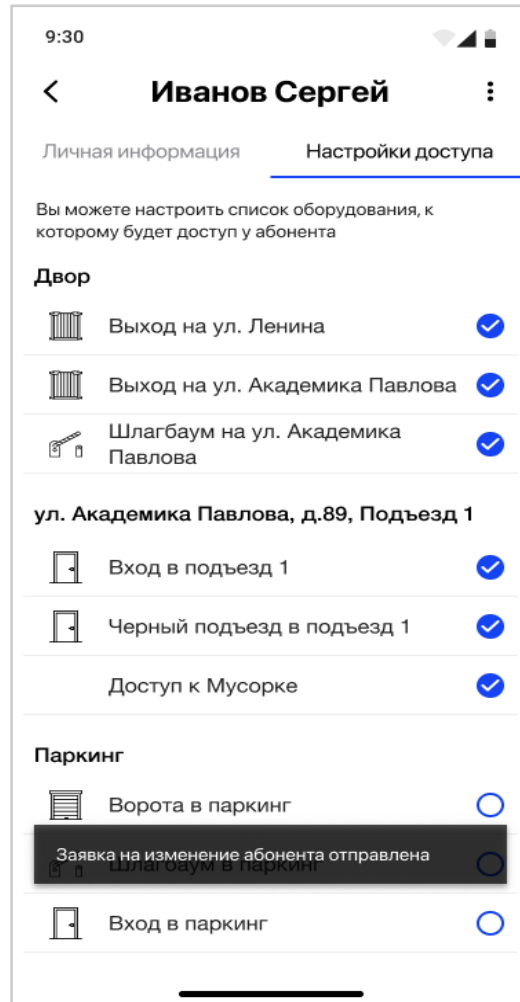 9:30
Иванов Сергей
Личная информация
Настройки доступа
Вы можете настроить список оборудования, к
которому будет доступ у абонента
Двор
Выход на ул. Ленина
Выход на ул. Академика Павлова
Шлагбаум на ул. Академика
Павлова
ул. Академика Павлова, д.89, Подъезд 1
Вход в подъезд 1
Черный подъезд в подъезд 1
Доступ к Мусорке
Паркинг
Ворота в паркинг
Заявка на изменение абонента отправлена
Шлагбаум в паркинг
Вход в паркинг